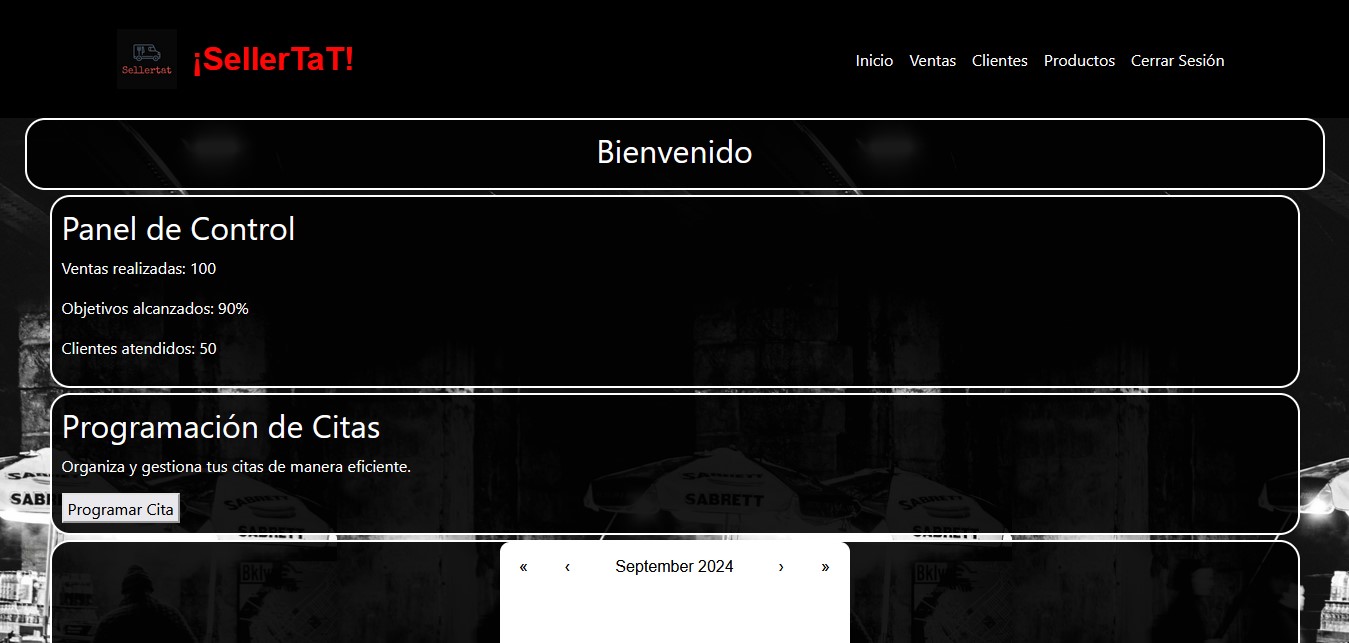 Sellertat
¡SellerTaT!
Inicio Ventas Clientes Productos Cerrar Sesión
Bienvenido
Panel de Control
Ventas realizadas: 100
Objetivos alcanzados: 90%
Clientes atendidos: 50
Programación de Citas
Organiza y gestiona tus citas de manera eficiente.
SABRETT
SABRETT
Programar Cita
SABRETT
SABRETT
« ‹ September 2024 › »
Bkly
Bkly